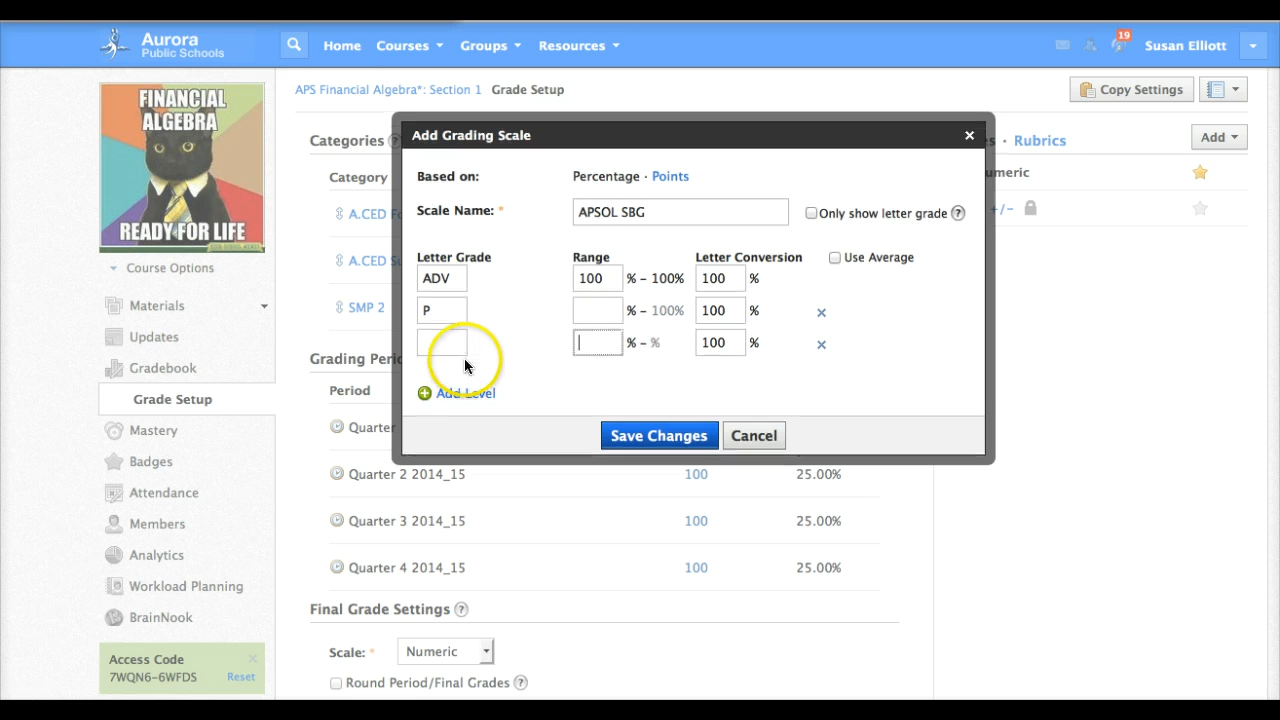 Aurora
Public Schools
Home Courses Groups Resources
19
Susan Elliott
FINANCIAL
ALGEBRA
READY FOR LIFE
Course Options
Materials
Updates
Gradebook
Grade Setup
Mastery
Badges
Attendance
Members
Analytics
Workload Planning
BrainNook
Access Code
7WQN6-6WFDS Reset
APS Financial Algebra*: Section 1 Grade Setup
Copy Settings
Categories ?
Category
A.CED
A.CED
SMP 2
Period
Quarter
Quarter 2 2014_15 100 25.00%
Quarter 3 2014_15 100 25.00%
Quarter 4 2014_15 100 25.00%
Final Grade Settings ?
Scale: * Numeric
Round Period/Final Grades ?
· Rubrics
Add
+/-
Add Grading Scale
Based on: Percentage · Points
Scale Name: * APSOL SBG Only show letter grade ?
Letter Grade Range Letter Conversion Use Average
ADV 100 % - 100% 100 %
P % - 100% 100 %
% - % 100 %
Add Level
Save Changes Cancel